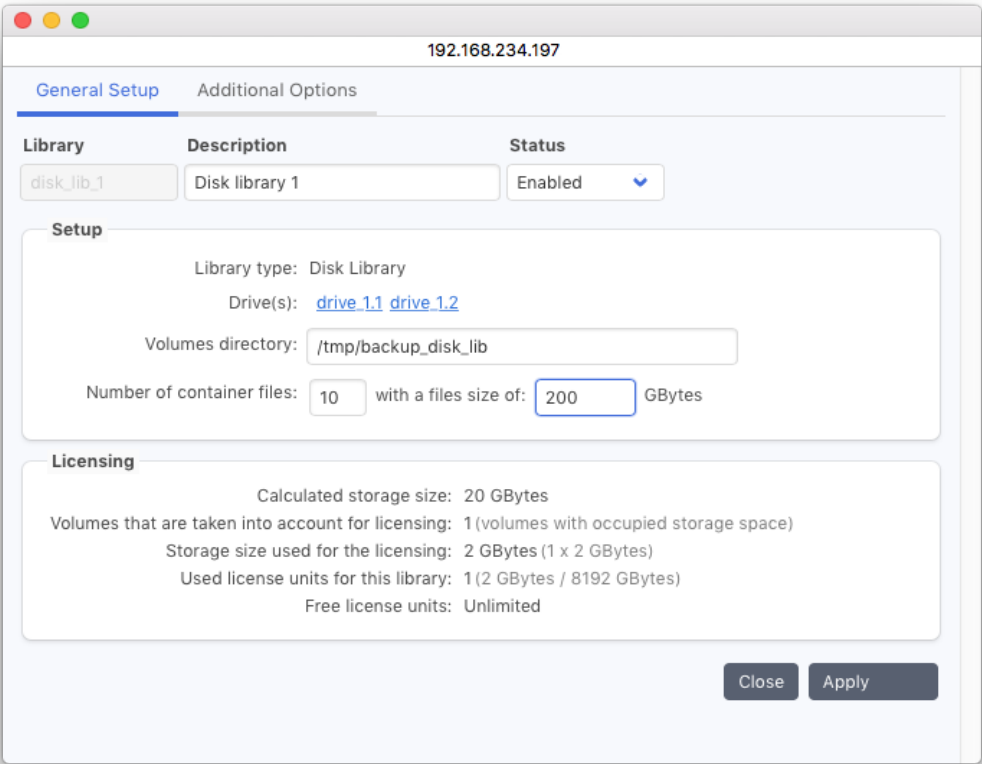 192.168.234.197
General Setup Additional Options
Library Description Status
disk_lib_1 Disk library 1 Enabled
Setup
Library type: Disk Library
Drive(s): drive_1.1 drive_1.2
Volumes directory: /tmp/backup_disk_lib
Number of container files: 10 with a files size of: 200 GBytes
Licensing
Calculated storage size: 20 GBytes
Volumes that are taken into account for licensing: 1 (volumes with occupied storage space)
Storage size used for the licensing: 2 GBytes (1 x 2 GBytes)
Used license units for this library: 1 (2 GBytes / 8192 GBytes)
Free license units: Unlimited
Close Apply